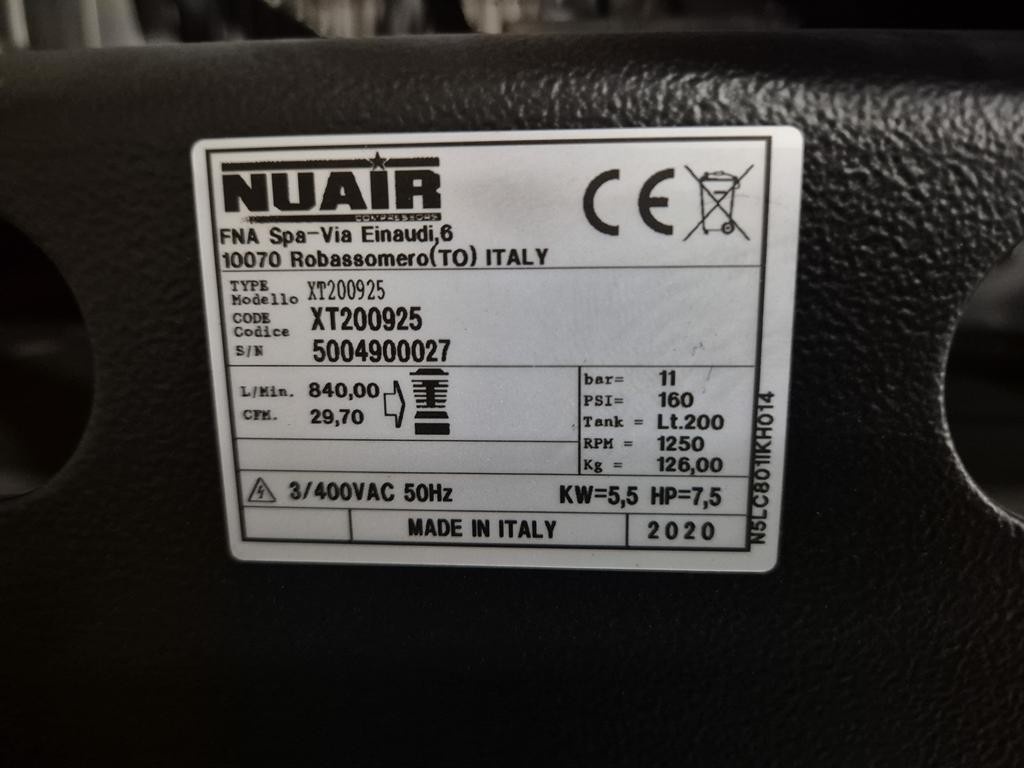 NUAIR
COMPRESSORS
CE
FNA Spa-Via Einaudi,6
10070 Robassomero(TO) ITALY
TYPE
Modello XT200925
CODE
Codice XT200925
S/N 5004900027
L/Min. 840,00
CFM. 29,70
bar= 11
PSI= 160
Tank = Lt.200
RPM = 1250
Kg = 126,00
3/400VAC 50Hz KW=5,5 HP=7,5
MADE IN ITALY 2020
N5LC801IIKH014